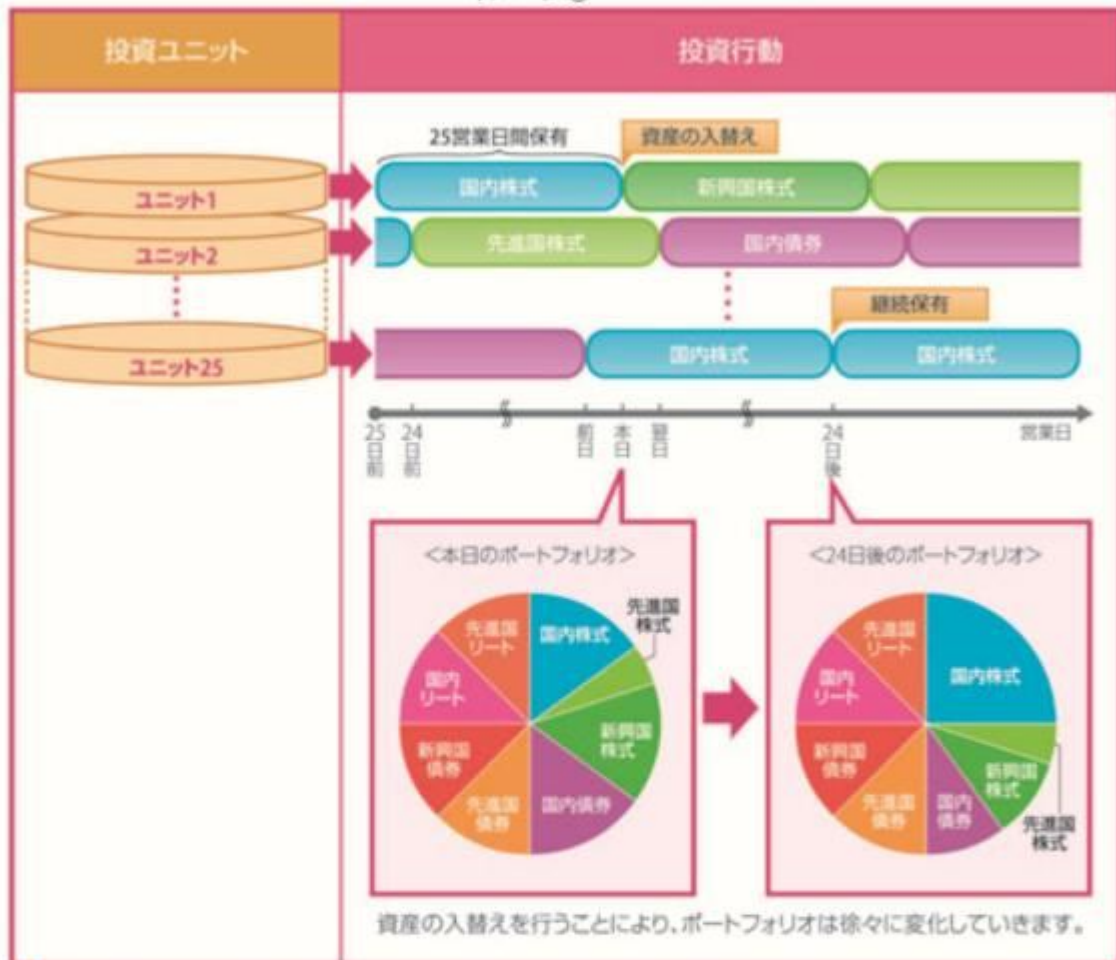 投資ユニット
投資行動
25営業日間保有
資産の入替え
ユニット1
国内株式
新興国株式
ユニット2
先進国株式
国内債券
継続保有
ユニット25
国内株式
国内株式
25日前
24日前
前日
本日
翌日
24日後
営業日
<本日のポートフォリオ>
国内株式
先進国
株式
新興国
株式
国内債券
先進国
債券
新興国
債券
国内
リート
先進国
リート
<24日後のポートフォリオ>
国内株式
先進国
株式
新興国
株式
国内
債券
先進国
債券
新興国
債券
国内
リート
先進国
リート
資産の入替えを行うことにより、ポートフォリオは徐々に変化していきます。